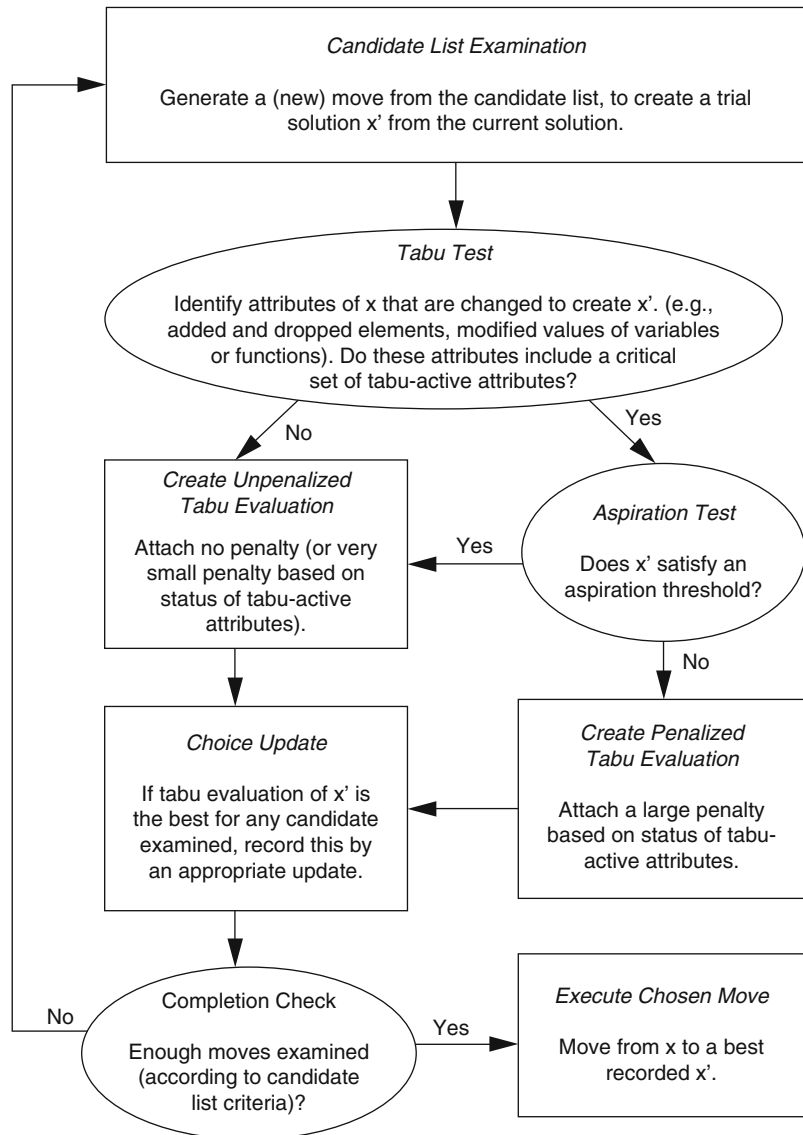 Candidate List Examination
Generate a (new) move from the candidate list, to create a trial
solution x' from the current solution.
Tabu Test
Identify attributes of x that are changed to create x'. (e.g.,
added and dropped elements, modified values of variables
or functions). Do these attributes include a critical
set of tabu-active attributes?
No
Yes
Create Unpenalized
Tabu Evaluation
Attach no penalty (or very
small penalty based on
status of tabu-active
attributes).
Yes
Aspiration Test
Does x' satisfy an
aspiration threshold?
No
Choice Update
If tabu evaluation of x' is
the best for any candidate
examined, record this by
an appropriate update.
Create Penalized
Tabu Evaluation
Attach a large penalty
based on status of tabu-
active attributes.
No
Completion Check
Enough moves examined
(according to candidate
list criteria)?
Yes
Execute Chosen Move
Move from x to a best
recorded x'.